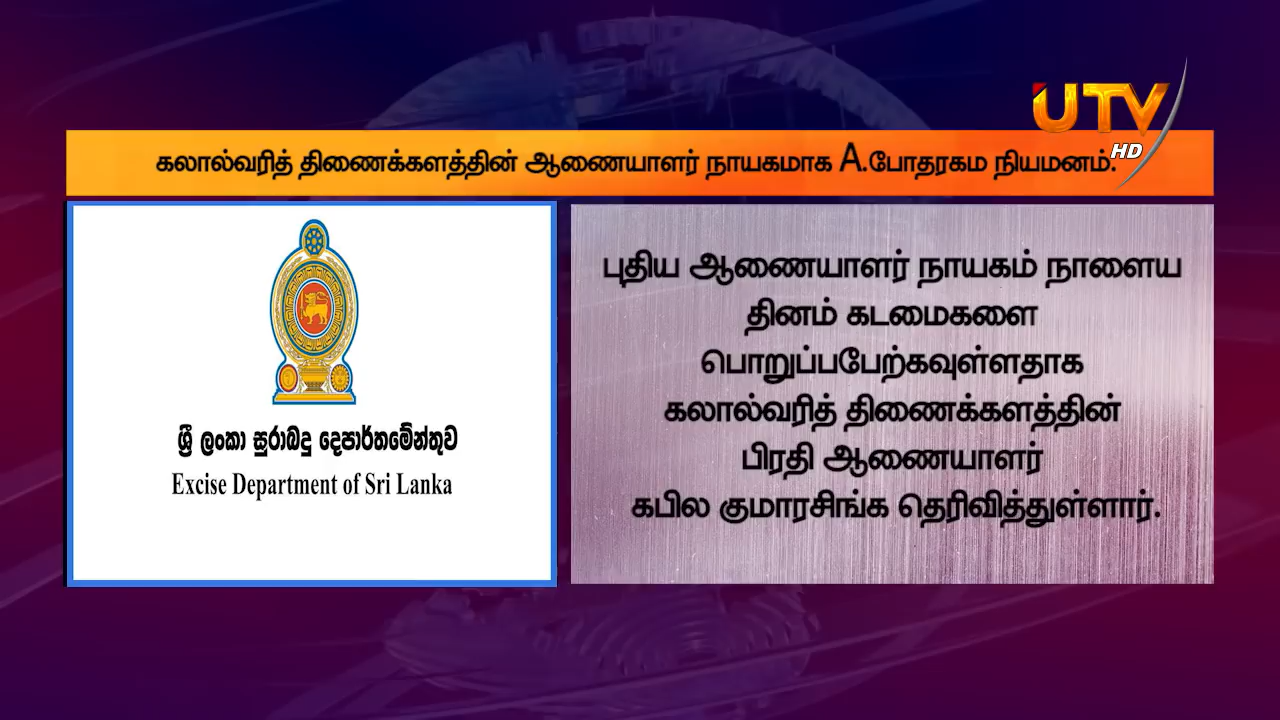 UTV
HD
கலால்வரித் திணைக்களத்தின் ஆணையாளர் நாயகமாக A.போதரகம நியமனம்.
ශ්‍රී ලංකා සුරාබදු දෙපාර්තමේන්තුව
Excise Department of Sri Lanka
புதிய ஆணையாளர் நாயகம் நாளைய
தினம் கடமைகளை
பொறுப்பபேற்கவுள்ளதாக
கலால்வரித் திணைக்களத்தின்
பிரதி ஆணையாளர்
கபில குமாரசிங்க தெரிவித்துள்ளார்.